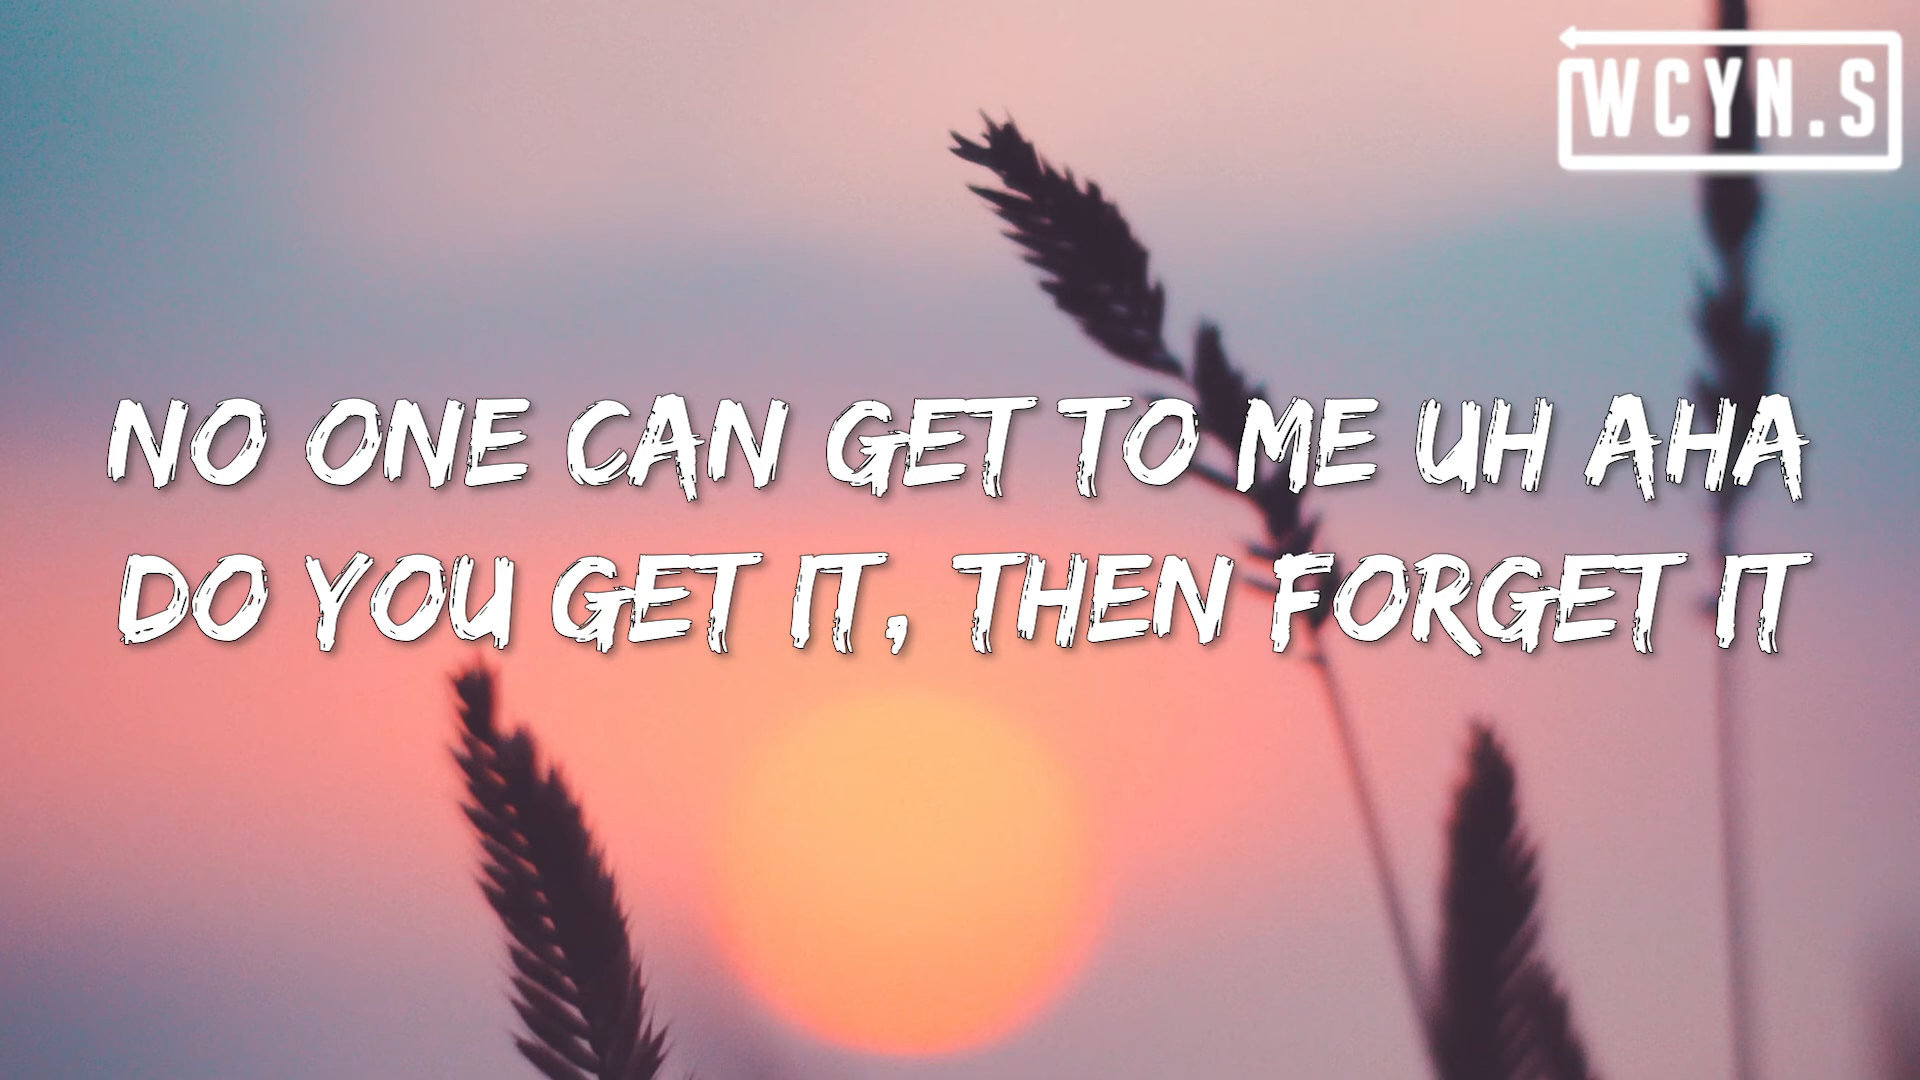 WCYN.S
NO ONE CAN GET TO ME UH AHA
DO YOU GET IT, THEN FORGET IT